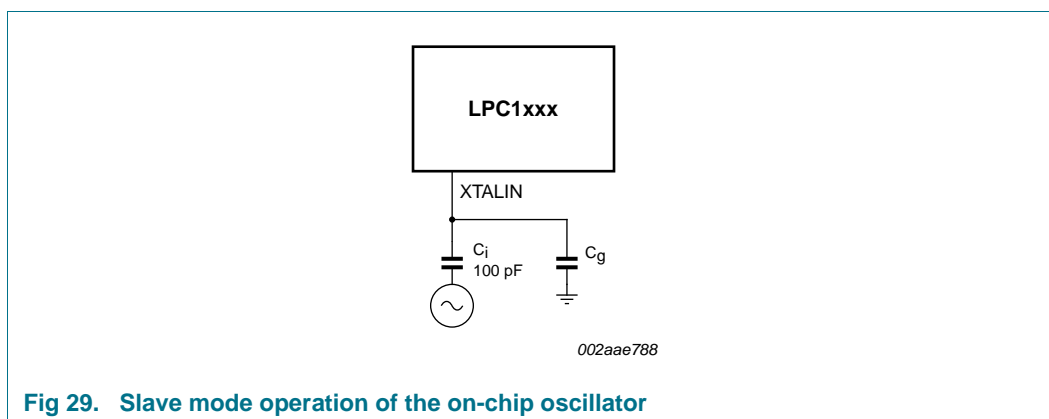 LPC1xxx
XTALIN
Ci
100 pF
Cg
002aae788
Fig 29. Slave mode operation of the on-chip oscillator